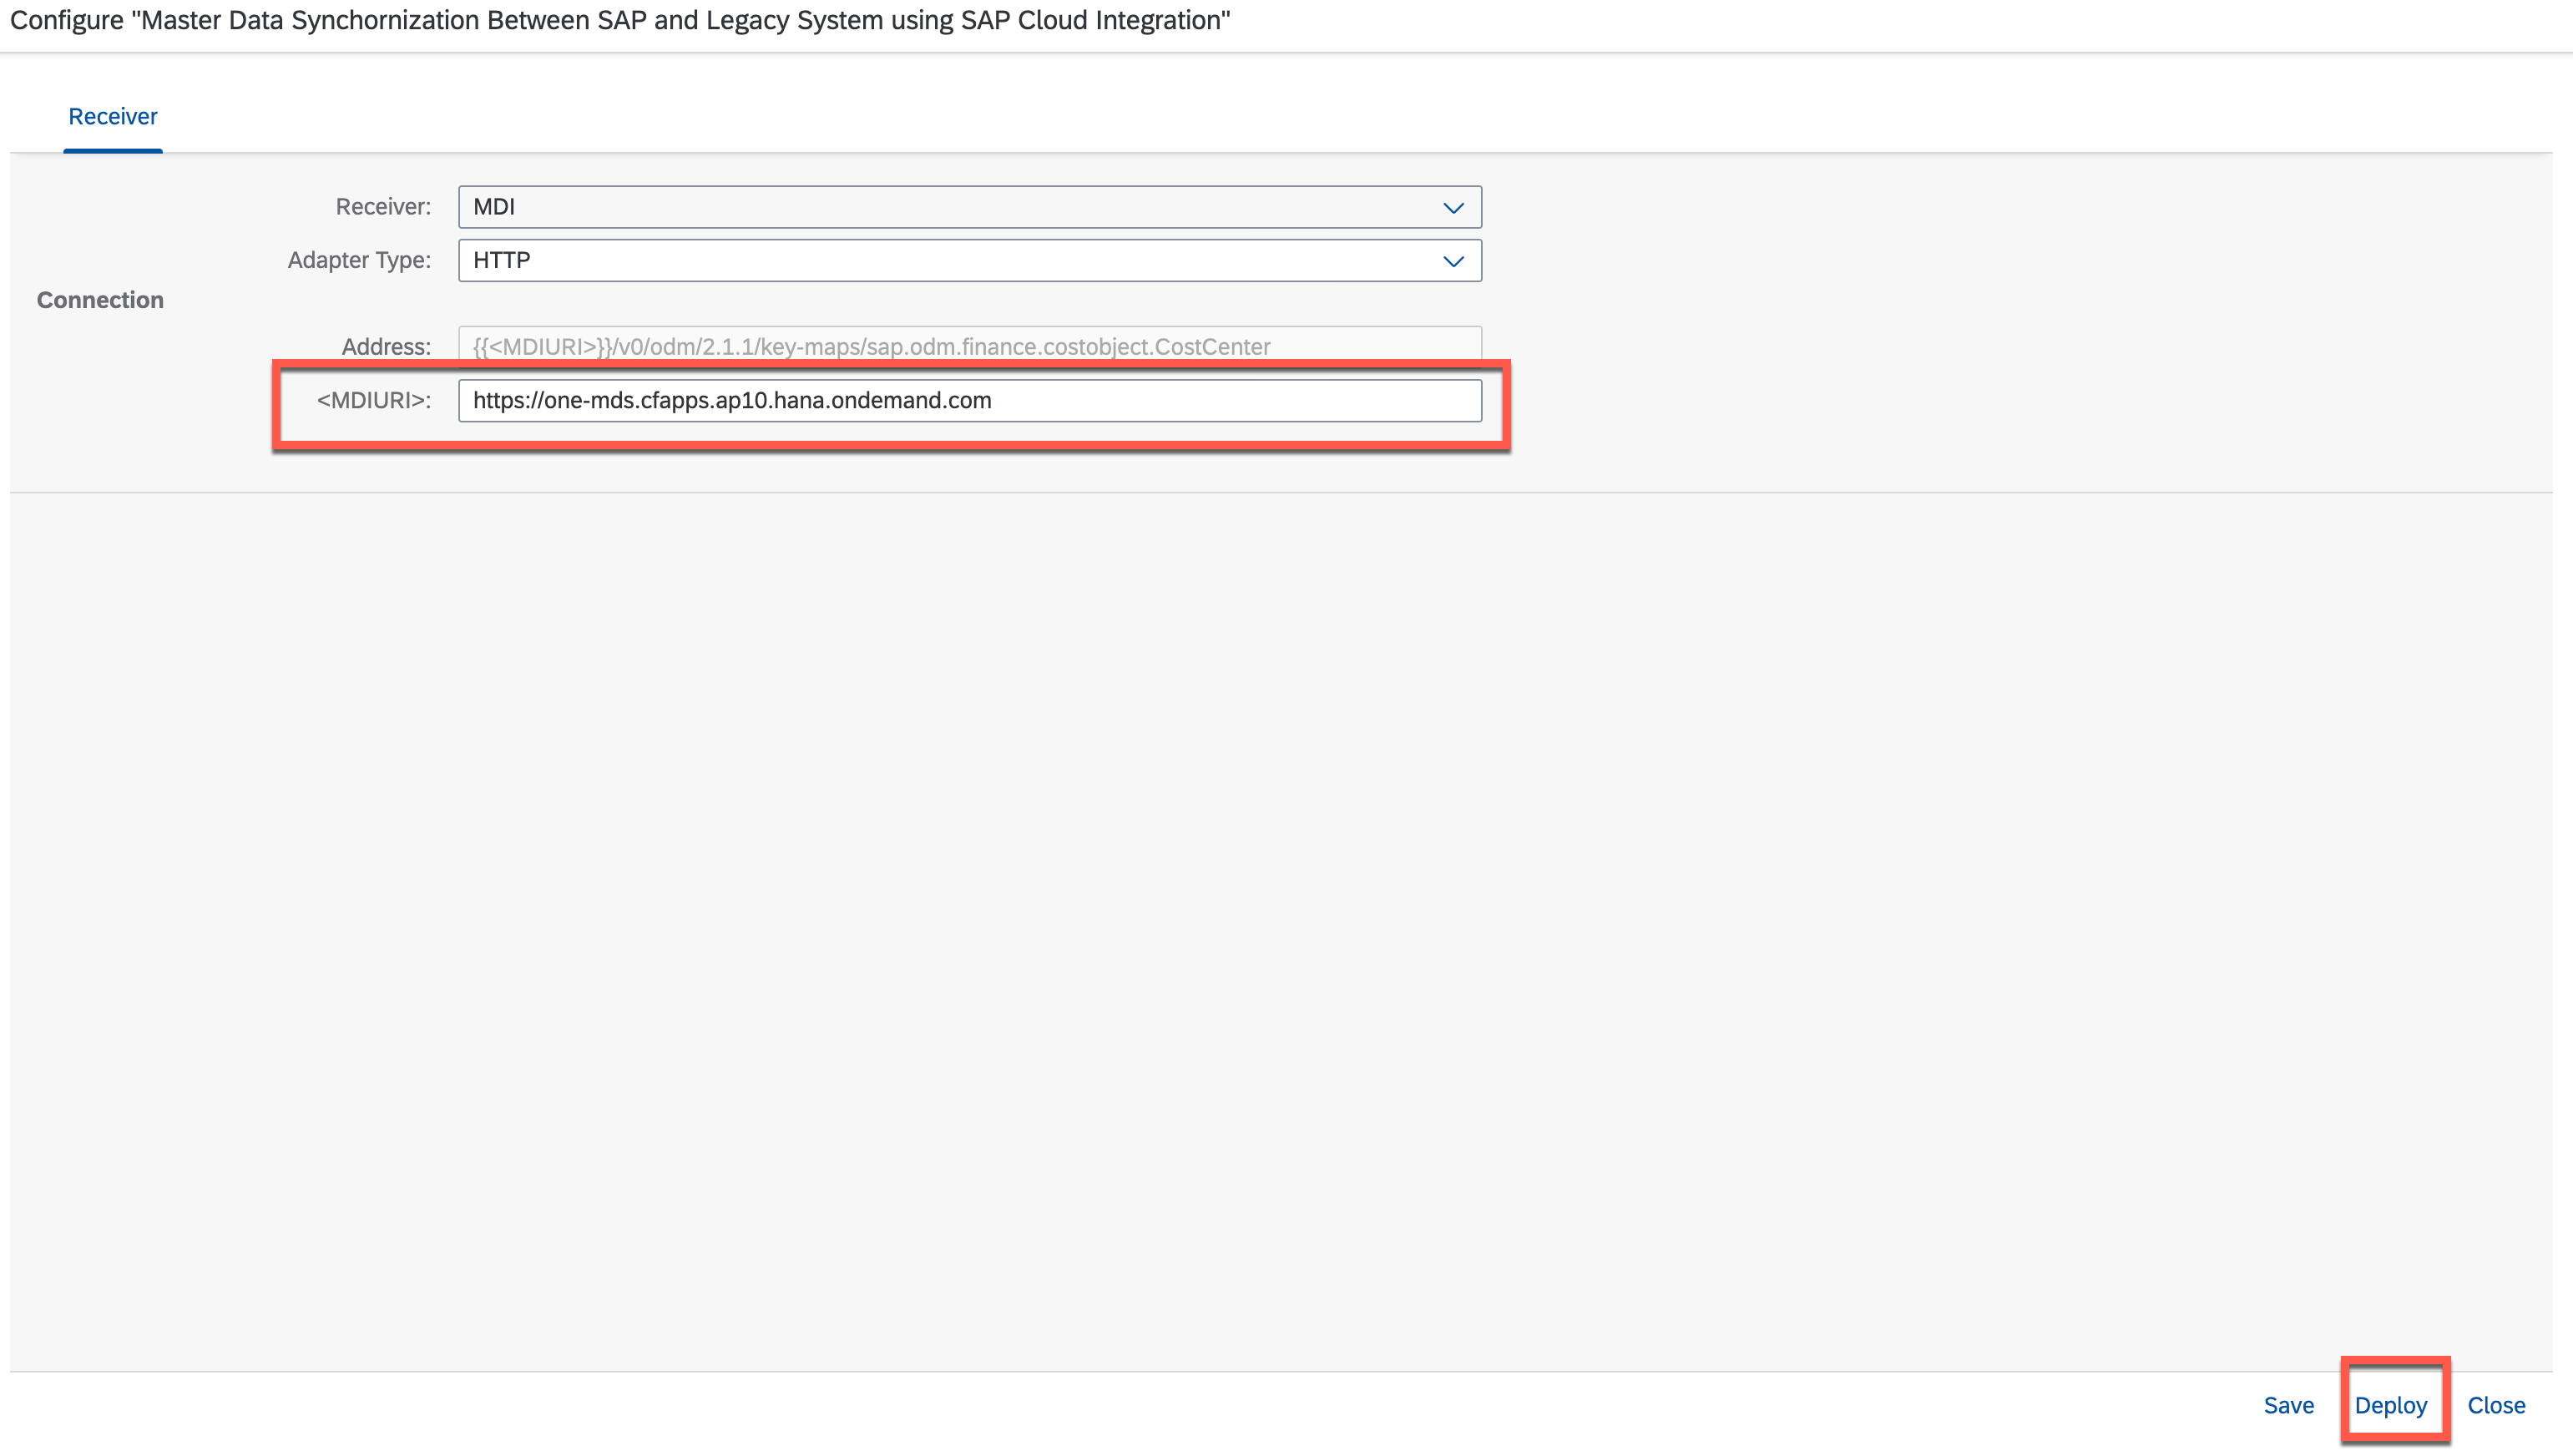 Configure "Master Data Synchornization Between SAP and Legacy System using SAP Cloud Integration"
Receiver
Receiver: MDI
Adapter Type: HTTP
Connection
Address: {{<MDIURI>}}/v0/odm/2.1.1/key-maps/sap.odm.finance.costobject.CostCenter
<MDIURI>: https://one-mds.cfapps.ap10.hana.ondemand.com
Save Deploy Close